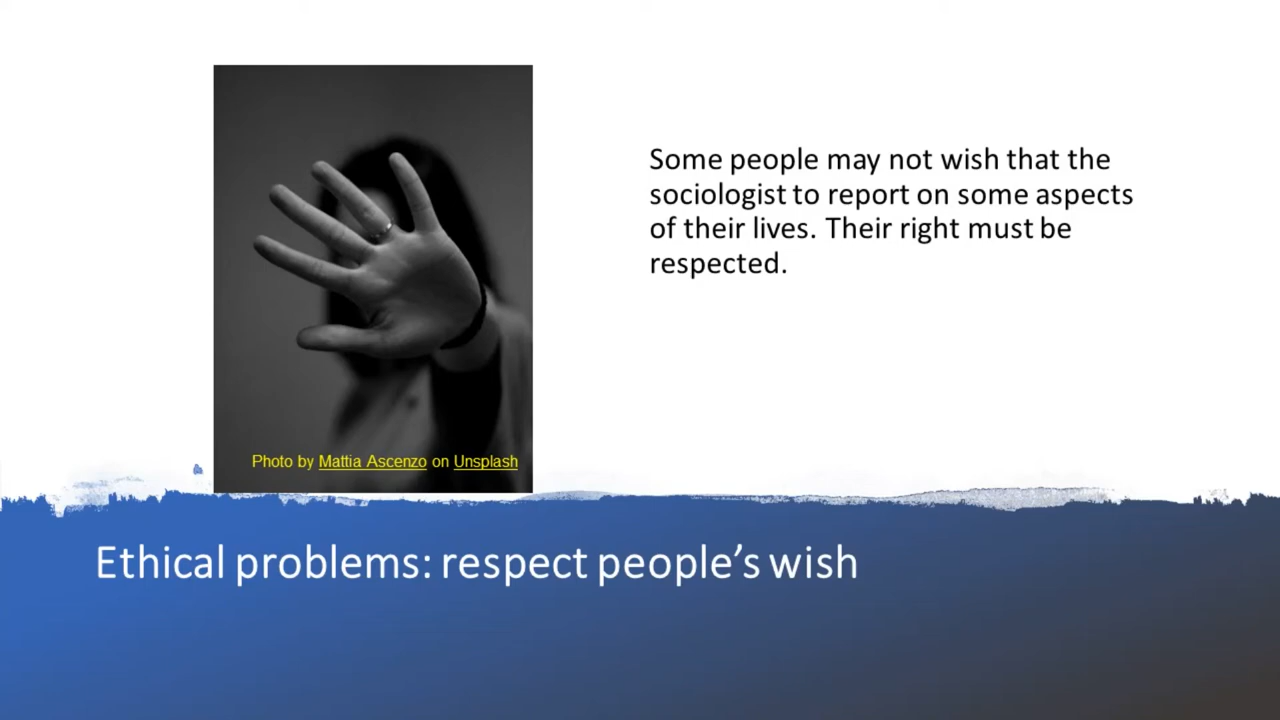 Some people may not wish that the
sociologist to report on some aspects
of their lives. Their right must be
respected.
Photo by Mattia Ascenzo on Unsplash
Ethical problems: respect people’s wish